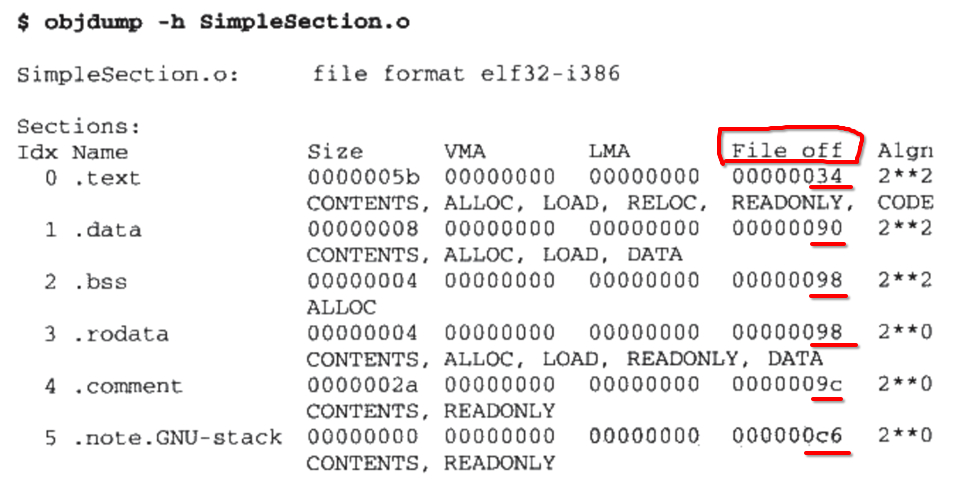 $ objdump -h SimpleSection.o
SimpleSection.o:     file format elf32-i386
Sections:
Idx Name          Size      VMA       LMA       File off  Algn
  0 .text         0000005b  00000000  00000000  00000034  2**2
                  CONTENTS, ALLOC, LOAD, RELOC, READONLY, CODE
  1 .data         00000008  00000000  00000000  00000090  2**2
                  CONTENTS, ALLOC, LOAD, DATA
  2 .bss          00000004  00000000  00000000  00000098  2**2
                  ALLOC
  3 .rodata       00000004  00000000  00000000  00000098  2**0
                  CONTENTS, ALLOC, LOAD, READONLY, DATA
  4 .comment      0000002a  00000000  00000000  0000009c  2**0
                  CONTENTS, READONLY
  5 .note.GNU-stack 00000000  00000000  00000000  000000c6  2**0
                  CONTENTS, READONLY